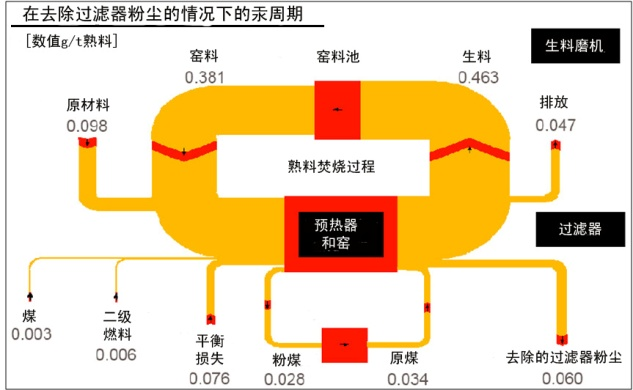 在去除过滤器粉尘的情况下的汞周期
[数值g/t熟料]
生料磨机
窑料
0.381
窑料池
生料
0.463
原材料
0.098
排放
0.047
熟料焚烧过程
预热器
和窑
过滤器
煤
0.003
二级
燃料
0.006
平衡
损失
0.076
粉煤
0.028
原煤
0.034
去除的过滤器粉尘
0.060